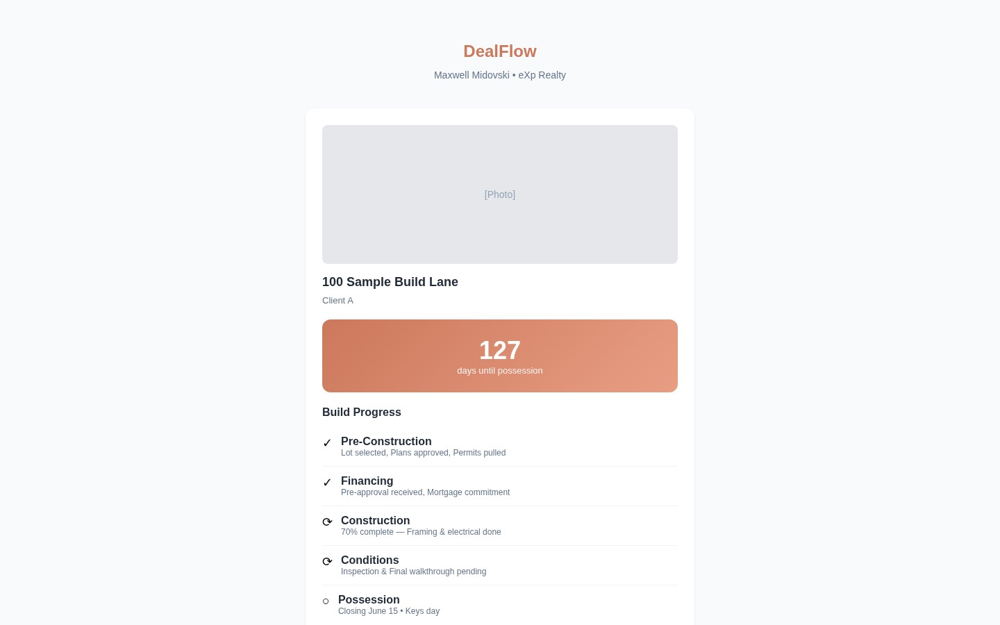 DealFlow
Maxwell Midovski • eXp Realty
[Photo]
100 Sample Build Lane
Client A
127
days until possession
Build Progress
✓ Pre-Construction
Lot selected, Plans approved, Permits pulled
✓ Financing
Pre-approval received, Mortgage commitment
⟳ Construction
70% complete — Framing & electrical done
⟳ Conditions
Inspection & Final walkthrough pending
○ Possession
Closing June 15 • Keys day